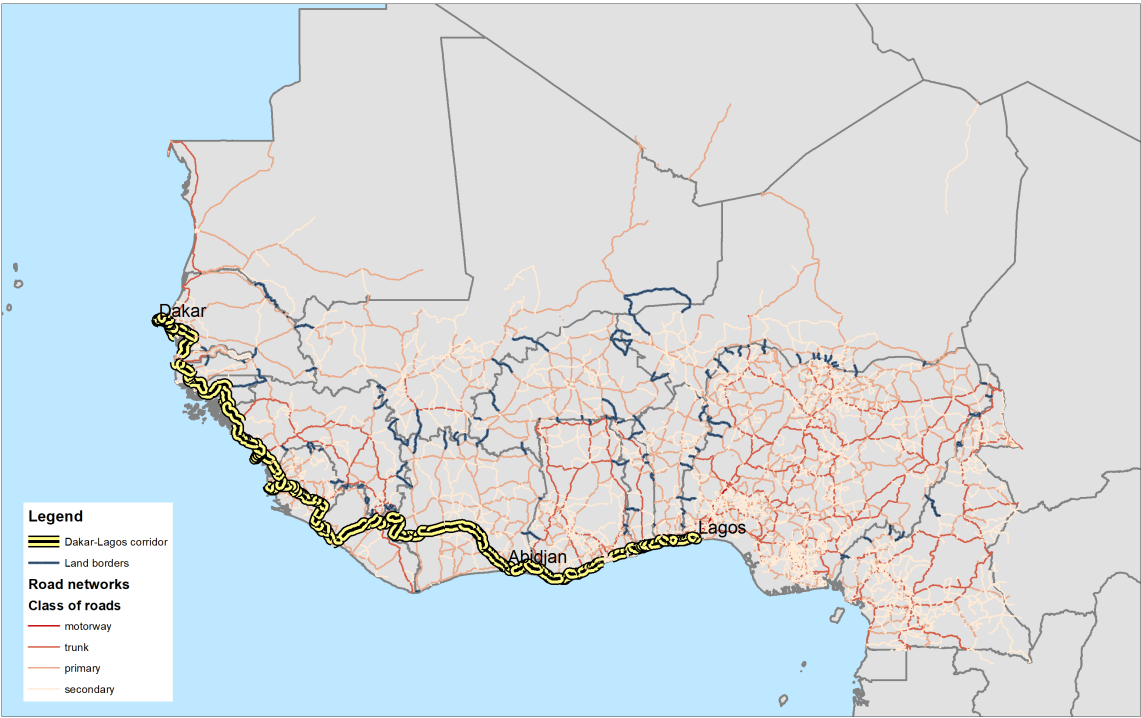 Dakar
Lagos
Abidjan
Legend
Dakar-Lagos corridor
Land borders
Road networks
Class of roads
motorway
trunk
primary
secondary